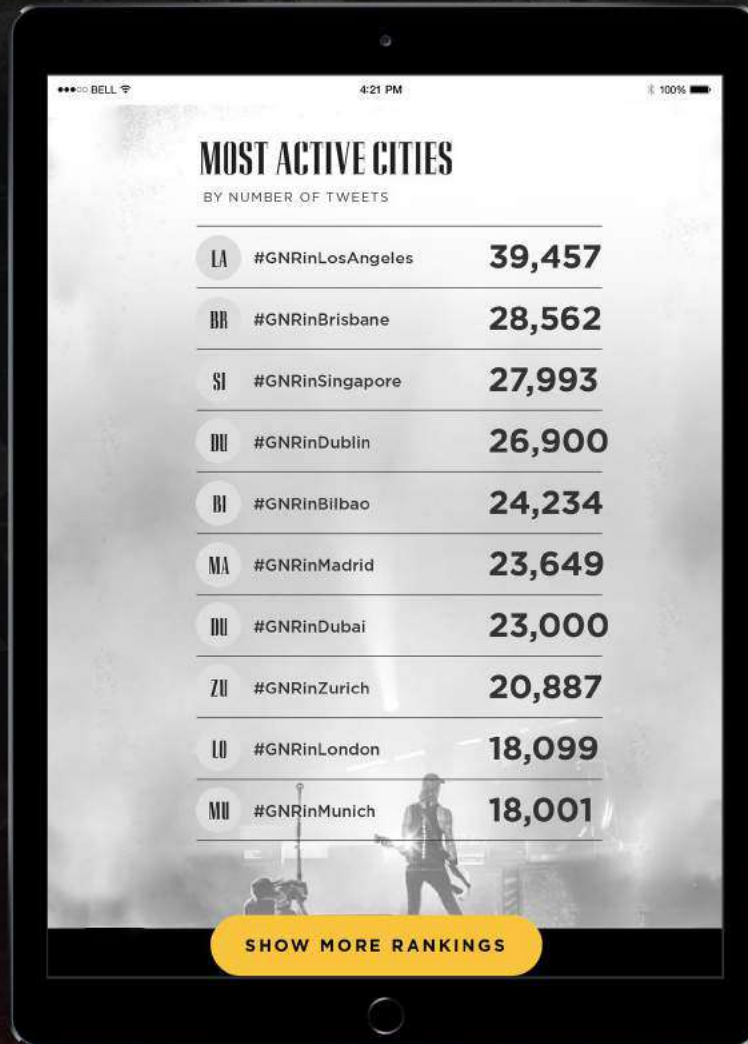 BELL
4:21 PM
100%
MOST ACTIVE CITIES
BY NUMBER OF TWEETS
LA #GNRinLosAngeles 39,457
BR #GNRinBrisbane 28,562
SI #GNRinSingapore 27,993
DU #GNRinDublin 26,900
BI #GNRinBilbao 24,234
MA #GNRinMadrid 23,649
DU #GNRinDubai 23,000
ZU #GNRinZurich 20,887
LO #GNRinLondon 18,099
MU #GNRinMunich 18,001
SHOW MORE RANKINGS